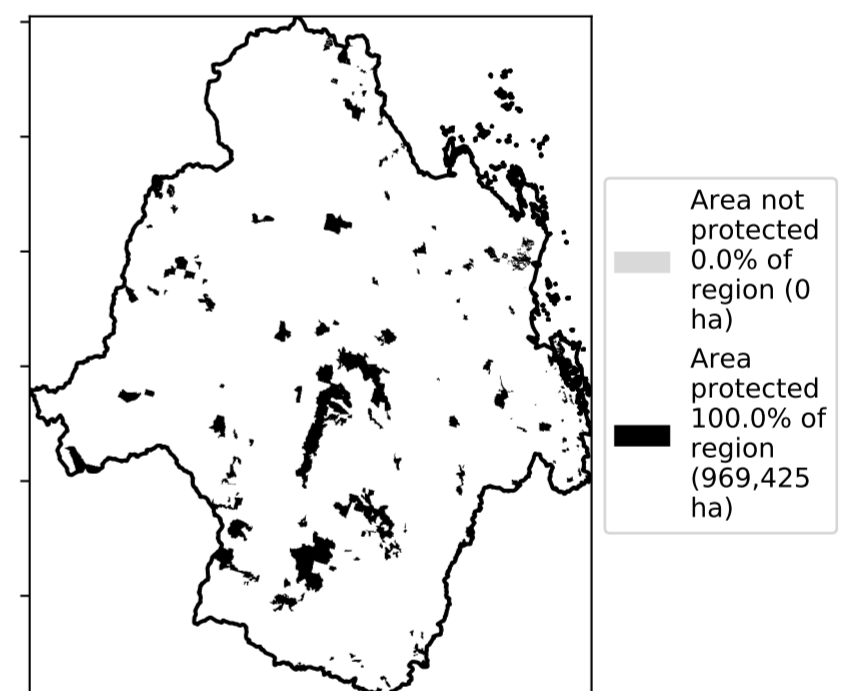 Area not
protected
0.0% of
region (0
ha)
Area
protected
100.0% of
region
(969,425
ha)